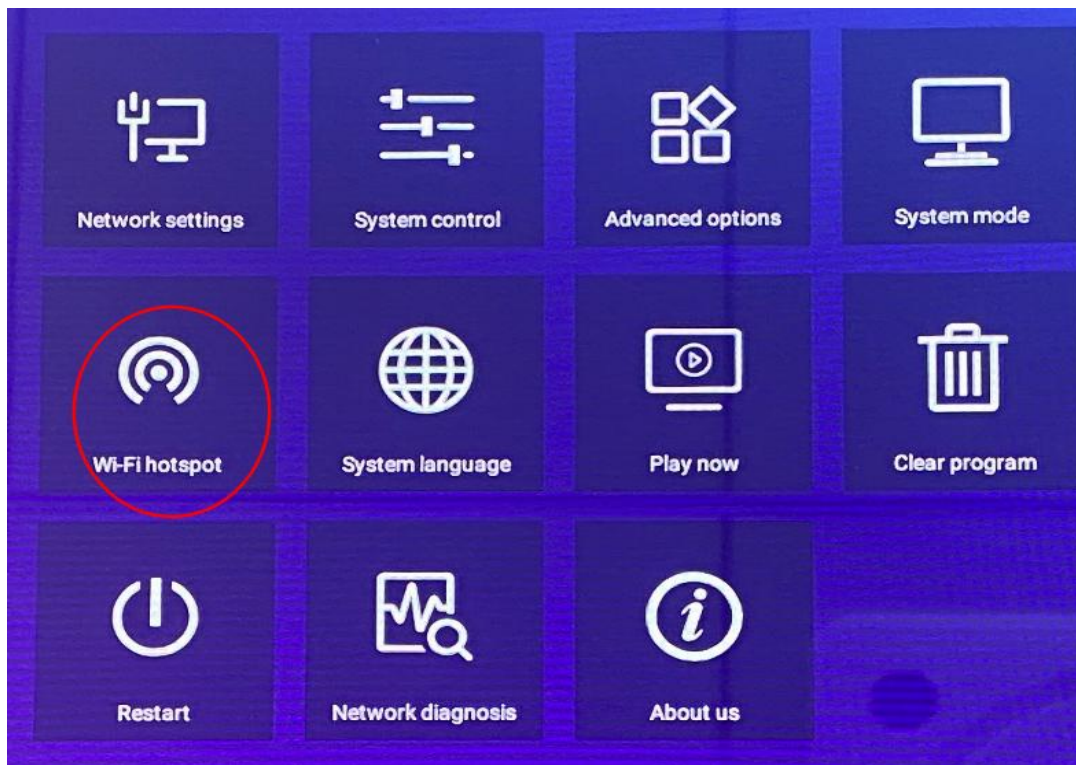 Network settings
System control
Advanced options
System mode
Wi-Fi hotspot
System language
Play now
Clear program
Restart
Network diagnosis
About us